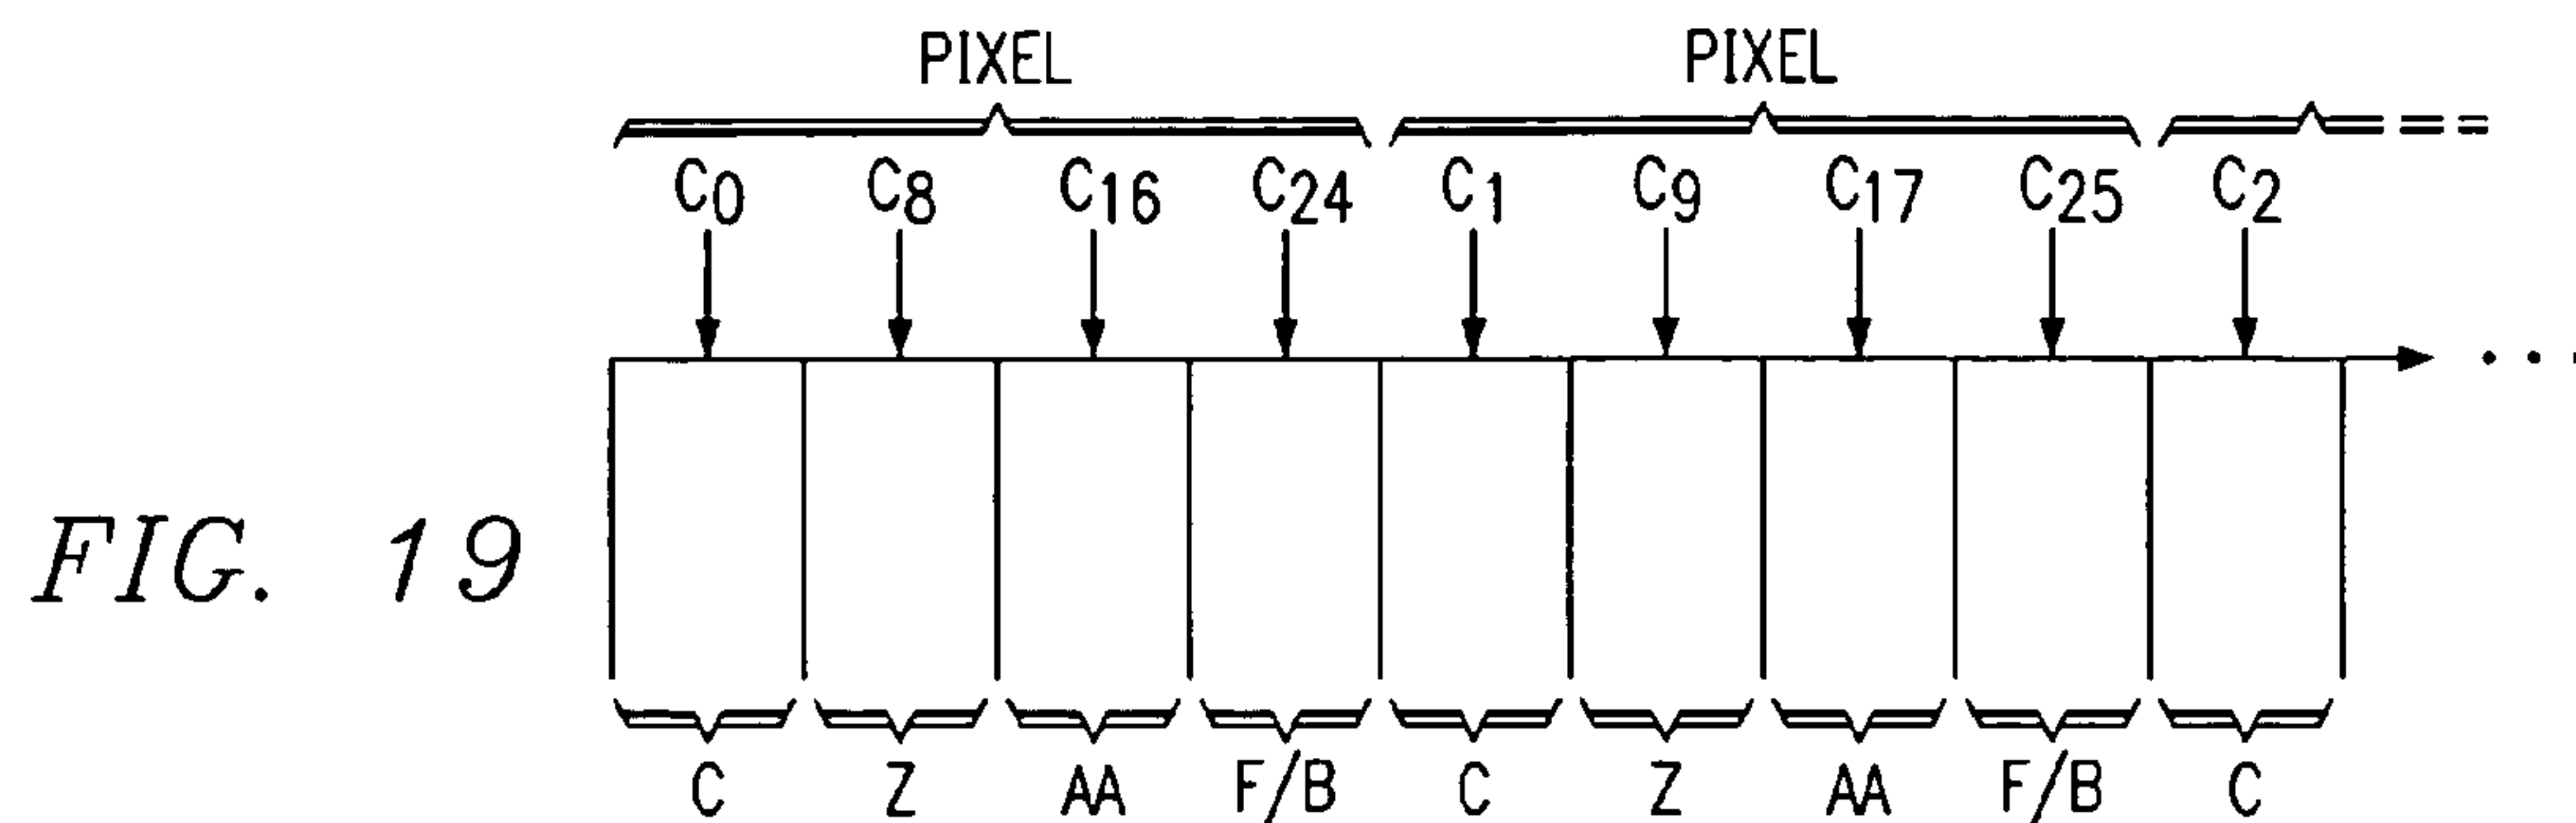 PIXEL PIXEL
C0 C8 C16 C24 C1 C9 C17 C25 C2
FIG. 19
C Z AA F/B C Z AA F/B C